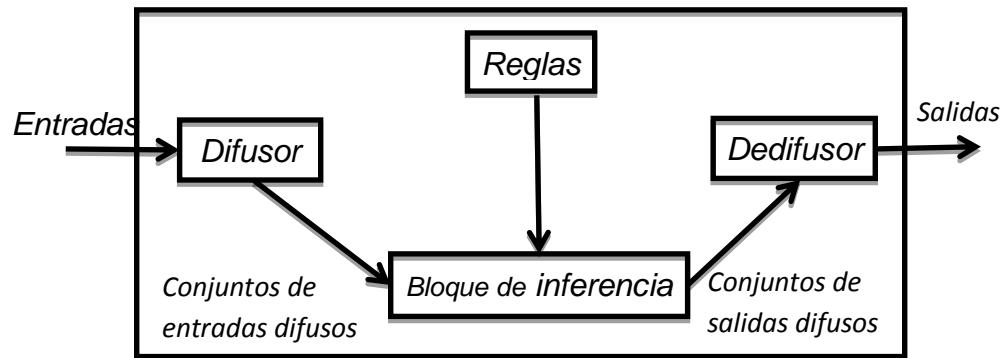 Reglas
Entradas
Salidas
Difusor
Dedifusor
Bloque de inferencia
Conjuntos de
entradas difusos
Conjuntos de
salidas difusos